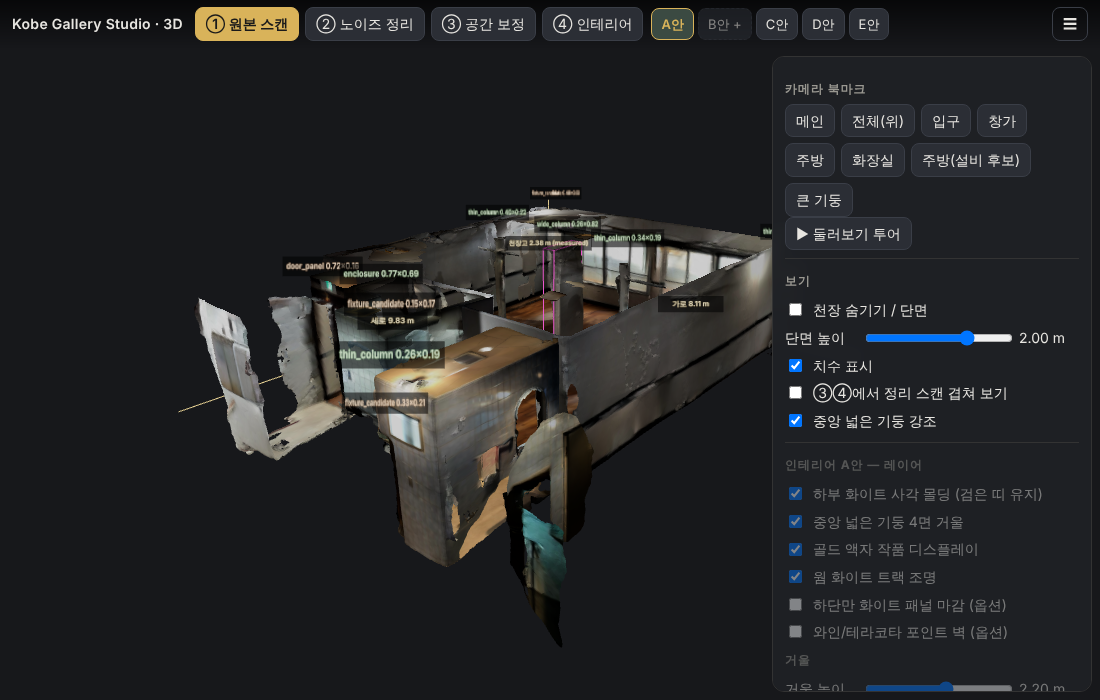 Kobe Gallery Studio · 3D
① 원본 스캔
② 노이즈 정리
③ 공간 보정
④ 인테리어
A안
B안 +
C안
D안
E안
☰
카메라 북마크
메인
전체(위)
입구
창가
주방
화장실
주방(설비 후보)
큰 기둥
▶ 둘러보기 투어
보기
천장 숨기기 / 단면
단면 높이
2.00 m
치수 표시
③④에서 정리 스캔 겹쳐 보기
중앙 넓은 기둥 강조
인테리어 A안 — 레이어
하부 화이트 사각 몰딩 (검은 띠 유지)
중앙 넓은 기둥 4면 거울
골드 액자 작품 디스플레이
웜 화이트 트랙 조명
하단만 화이트 패널 마감 (옵션)
와인/테라코타 포인트 벽 (옵션)
거울
거울 높이
2.20 m
thin_column 0.40×0.22
wide_column 0.26×0.82
천장고 2.36 m (measured)
thin_column 0.34×0.19
door_panel 0.72×0.16
enclosure 0.77×0.69
fixture_candidate 0.15×0.17
세로 9.83 m
가로 8.11 m
thin_column 0.26×0.19
fixture_candidate 0.33×0.21